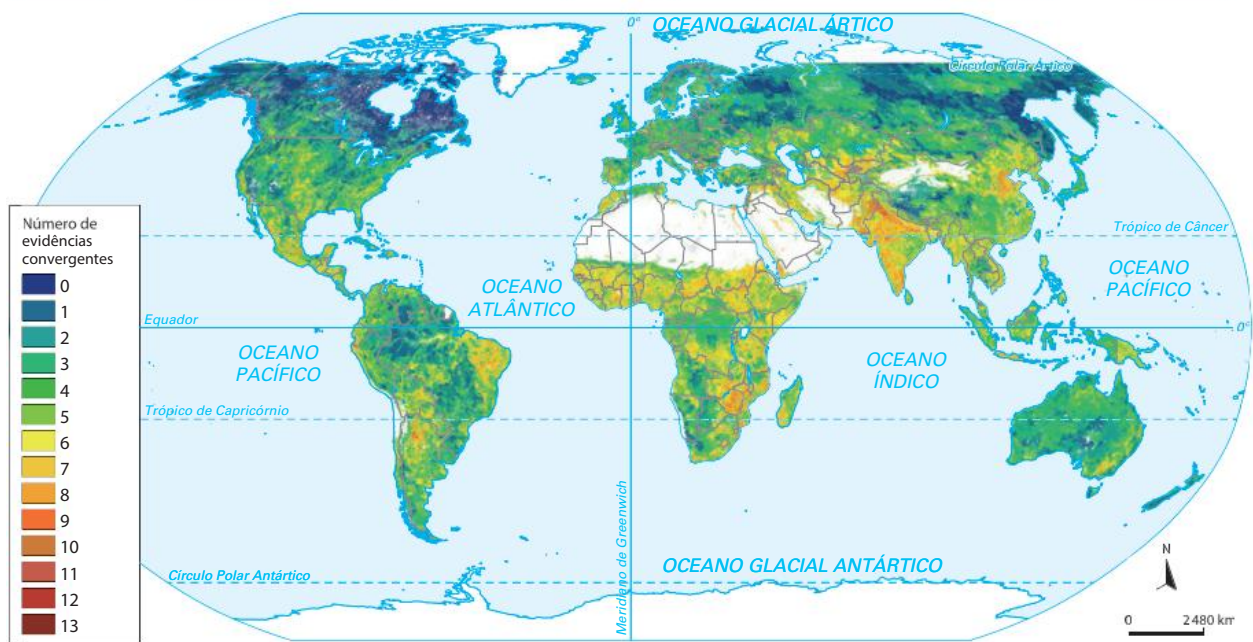 0°
OCEANO GLACIAL ÁRTICO
Círculo Polar Ártico
Número de
evidências
convergentes
0
1
2
3
4
5
6
7
8
9
10
11
12
13
Trópico de Câncer
OCEANO
ATLÂNTICO
OCEANO
PACÍFICO
Equador
0°
OCEANO
PACÍFICO
OCEANO
ÍNDICO
Trópico de Capricórnio
Meridiano de Greenwich
Círculo Polar Antártico
OCEANO GLACIAL ANTÁRTICO
N
0 2480 km